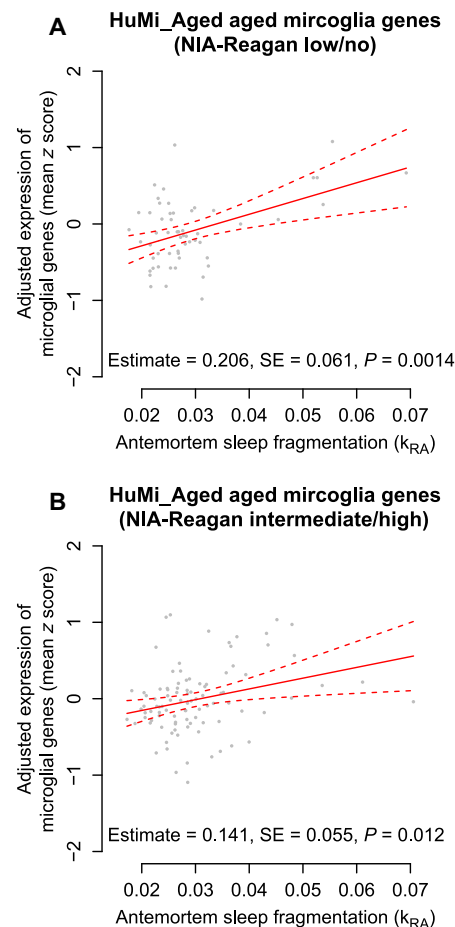 A
HuMi_Aged aged mircoglia genes
(NIA-Reagan low/no)
Adjusted expression of
microglial genes (mean z score)
2
1
0
−1
−2
Estimate = 0.206, SE = 0.061, P = 0.0014
0.02 0.03 0.04 0.05 0.06 0.07
Antemortem sleep fragmentation (kRA)
B
HuMi_Aged aged mircoglia genes
(NIA-Reagan intermediate/high)
Adjusted expression of
microglial genes (mean z score)
2
1
0
−1
−2
Estimate = 0.141, SE = 0.055, P = 0.012
0.02 0.03 0.04 0.05 0.06 0.07
Antemortem sleep fragmentation (kRA)